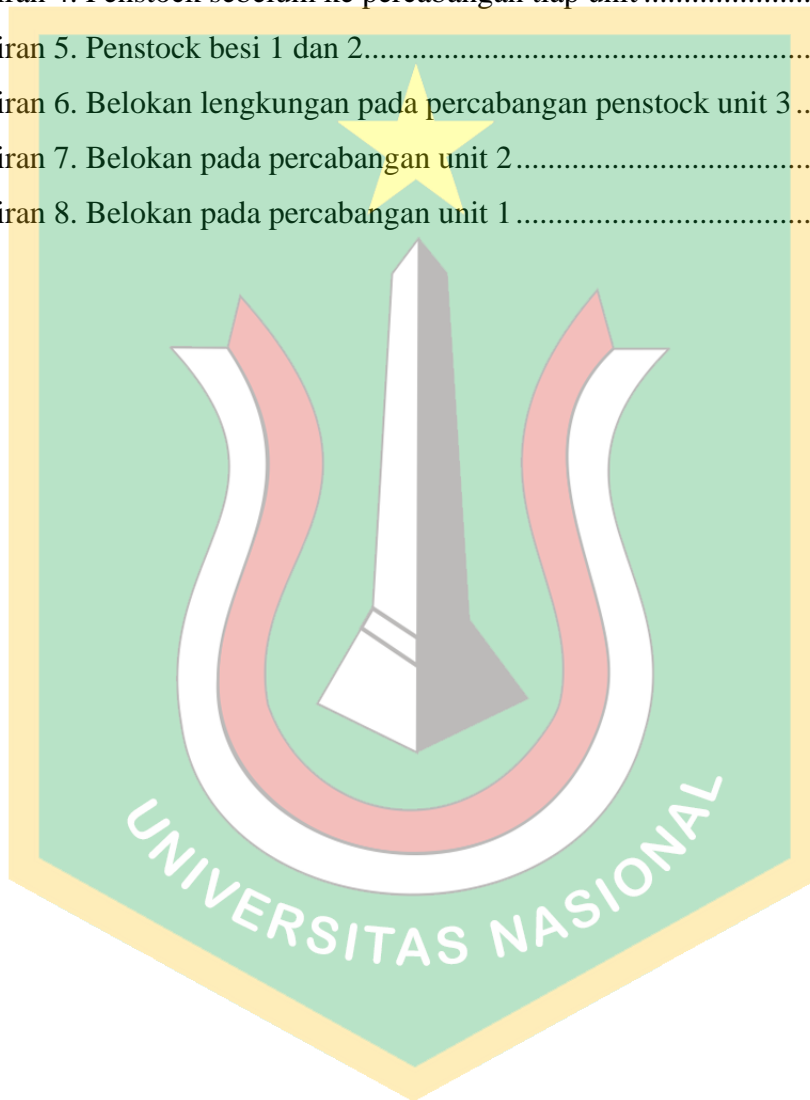 iran 4. Penstock sebelum ke percabangan tiap unit......................
iran 5. Penstock besi 1 dan 2.........................................................
iran 6. Belokan lengkungan pada percabangan penstock unit 3..
iran 7. Belokan pada percabangan unit 2......................................
iran 8. Belokan pada percabangan unit 1......................................
UNIVERSITAS NASIONAL